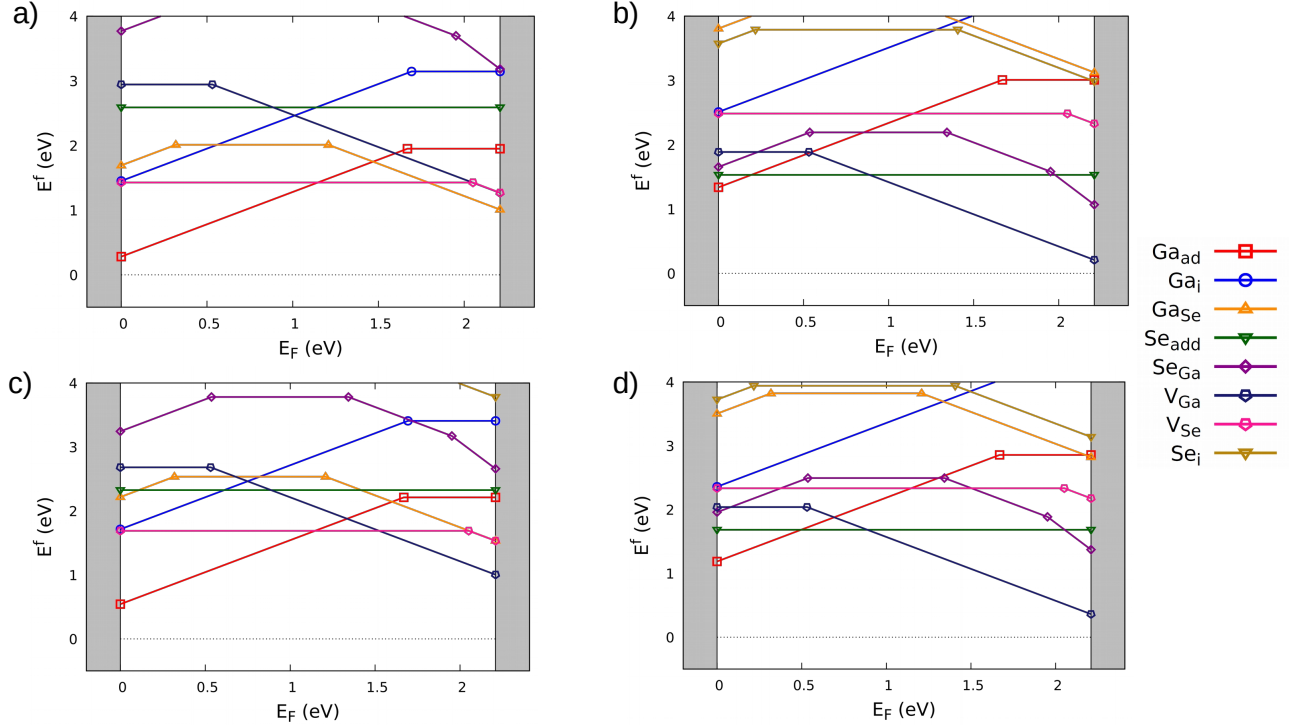 a)
4
3
2
1
0
E^f (eV)
0 0.5 1 1.5 2
E_F (eV)
b)
4
3
2
1
0
E^f (eV)
0 0.5 1 1.5 2
E_F (eV)
c)
4
3
2
1
0
E^f (eV)
0 0.5 1 1.5 2
E_F (eV)
d)
4
3
2
1
0
E^f (eV)
0 0.5 1 1.5 2
E_F (eV)
Ga_ad
Ga_i
Ga_Se
Se_add
Se_Ga
V_Ga
V_Se
Se_i